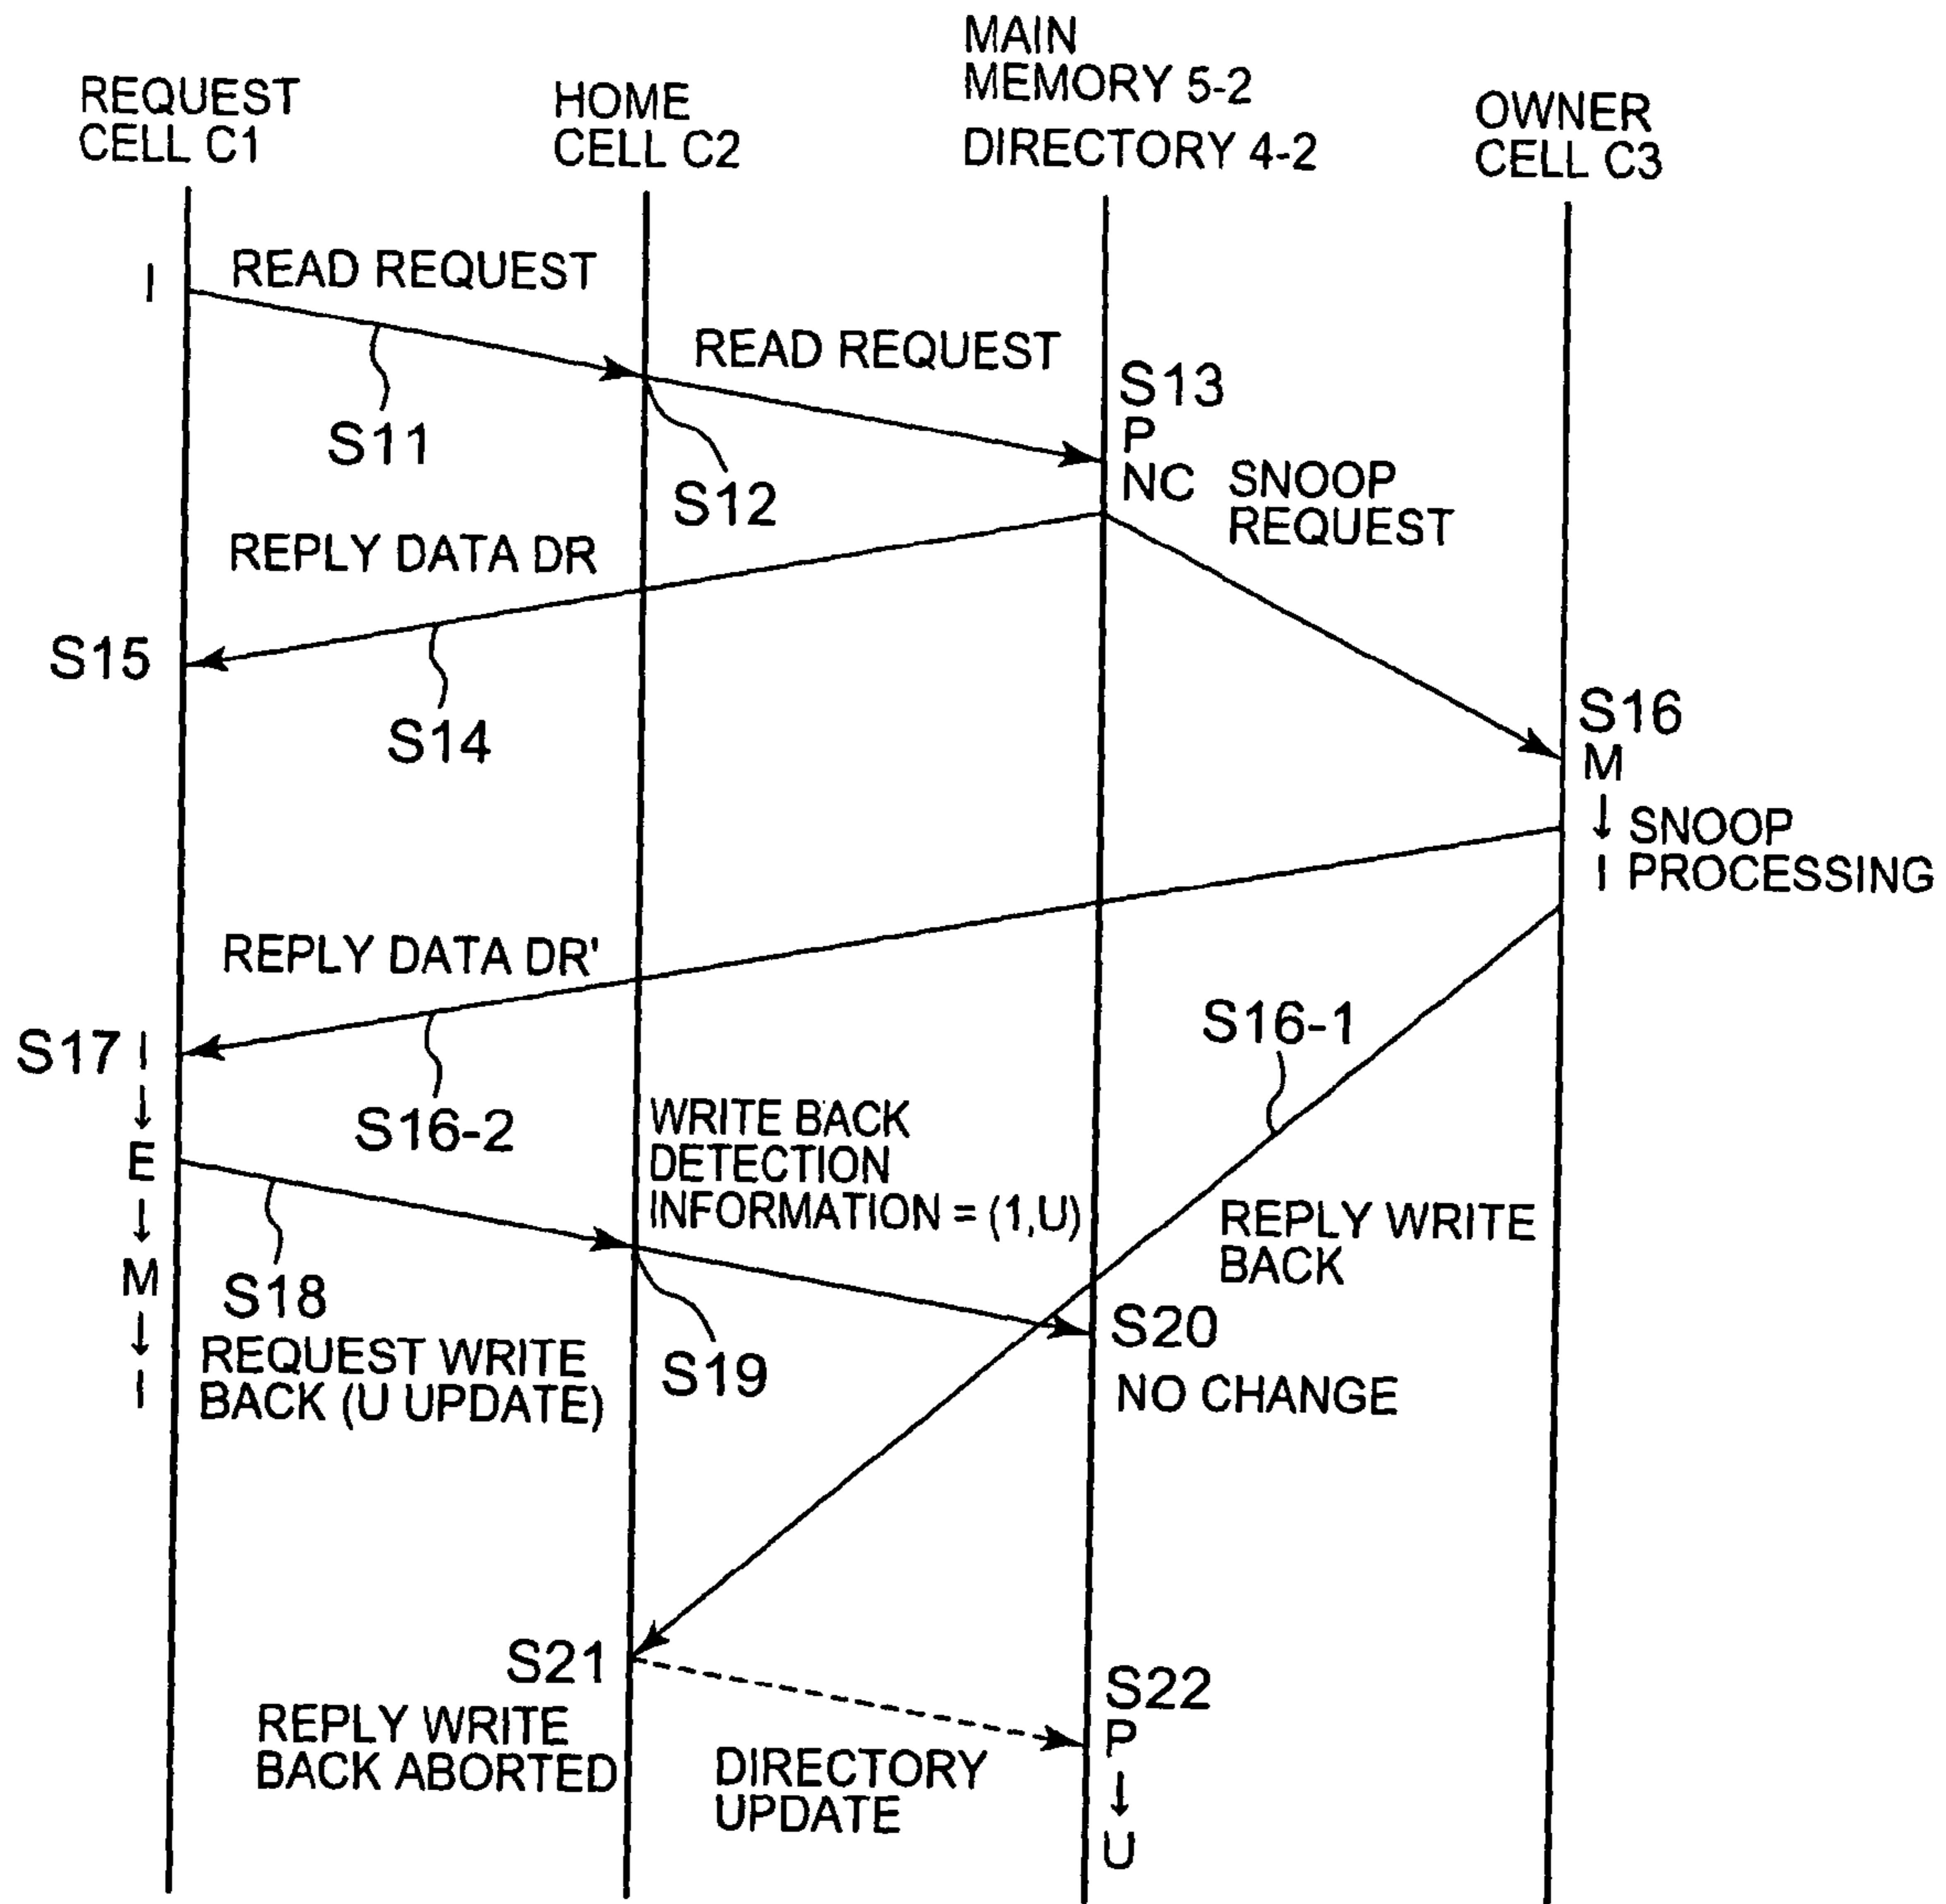 REQUEST
CELL C1
HOME
CELL C2
MAIN
MEMORY 5-2
DIRECTORY 4-2
OWNER
CELL C3
I
READ REQUEST
READ REQUEST
S11
S12
S13
P
NC
SNOOP
REQUEST
REPLY DATA DR
S15
S14
S16
M
↓
I
SNOOP
PROCESSING
REPLY DATA DR'
S16-1
S17
I
↓
E
↓
M
↓
I
S16-2
WRITE BACK
DETECTION
INFORMATION = (1,U)
REPLY WRITE
BACK
S18
REQUEST WRITE
BACK (U UPDATE)
S19
S20
NO CHANGE
S21
REPLY WRITE
BACK ABORTED
DIRECTORY
UPDATE
S22
P
↓
U